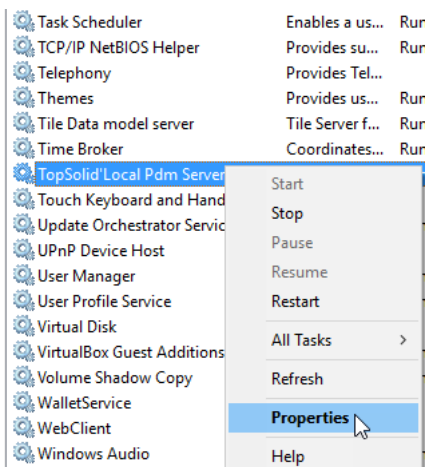 Task Scheduler Enables a us... Run
TCP/IP NetBIOS Helper Provides su... Run
Telephony Provides Tel...
Themes Provides us... Run
Tile Data model server Tile Server f... Run
Time Broker Coordinates... Run
TopSolid'Local Pdm Server
Touch Keyboard and Hand
Update Orchestrator Servic
UPnP Device Host
User Manager
User Profile Service
Virtual Disk
VirtualBox Guest Additions
Volume Shadow Copy
WalletService
WebClient
Windows Audio
Start
Stop
Pause
Resume
Restart
All Tasks >
Refresh
Properties
Help